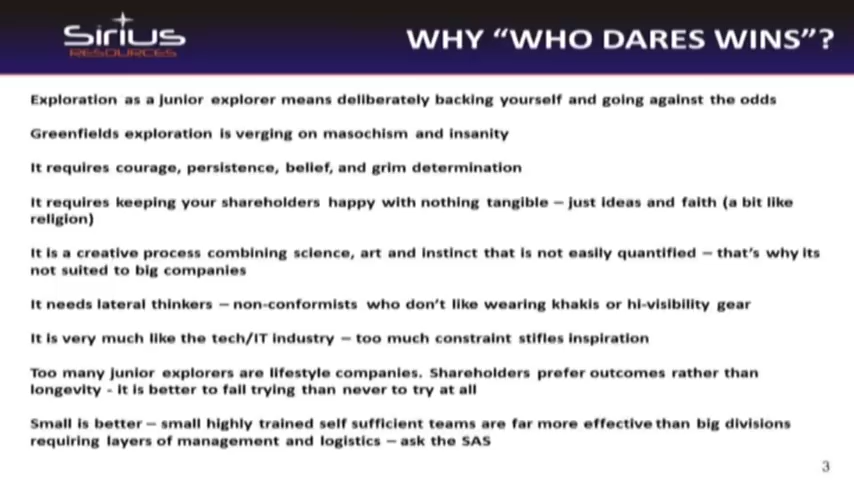 Sirius
RESOURCES
WHY “WHO DARES WINS”?
Exploration as a junior explorer means deliberately backing yourself and going against the odds
Greenfields exploration is verging on masochism and insanity
It requires courage, persistence, belief, and grim determination
It requires keeping your shareholders happy with nothing tangible – just ideas and faith (a bit like
religion)
It is a creative process combining science, art and instinct that is not easily quantified – that’s why its
not suited to big companies
It needs lateral thinkers – non-conformists who don’t like wearing khakis or hi-visibility gear
It is very much like the tech/IT industry – too much constraint stifles inspiration
Too many junior explorers are lifestyle companies. Shareholders prefer outcomes rather than
longevity - it is better to fail trying than never to try at all
Small is better – small highly trained self sufficient teams are far more effective than big divisions
requiring layers of management and logistics – ask the SAS
3